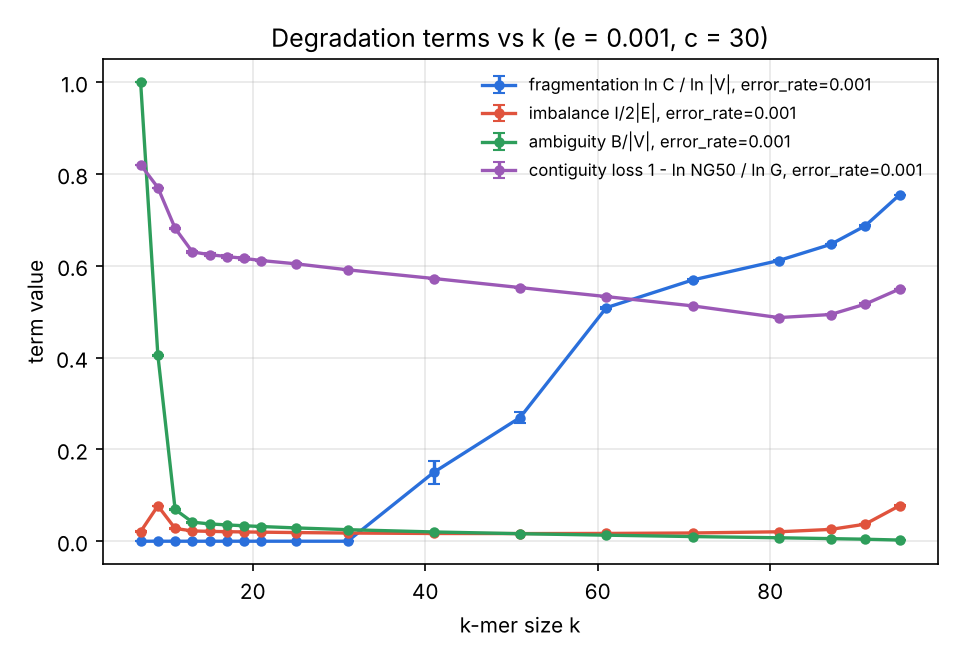 Degradation terms vs k (e = 0.001, c = 30)
fragmentation ln C / ln |V|, error_rate=0.001
imbalance I/2|E|, error_rate=0.001
ambiguity B/|V|, error_rate=0.001
contiguity loss 1 - ln NG50 / ln G, error_rate=0.001
term value
1.0
0.8
0.6
0.4
0.2
0.0
20 40 60 80
k-mer size k